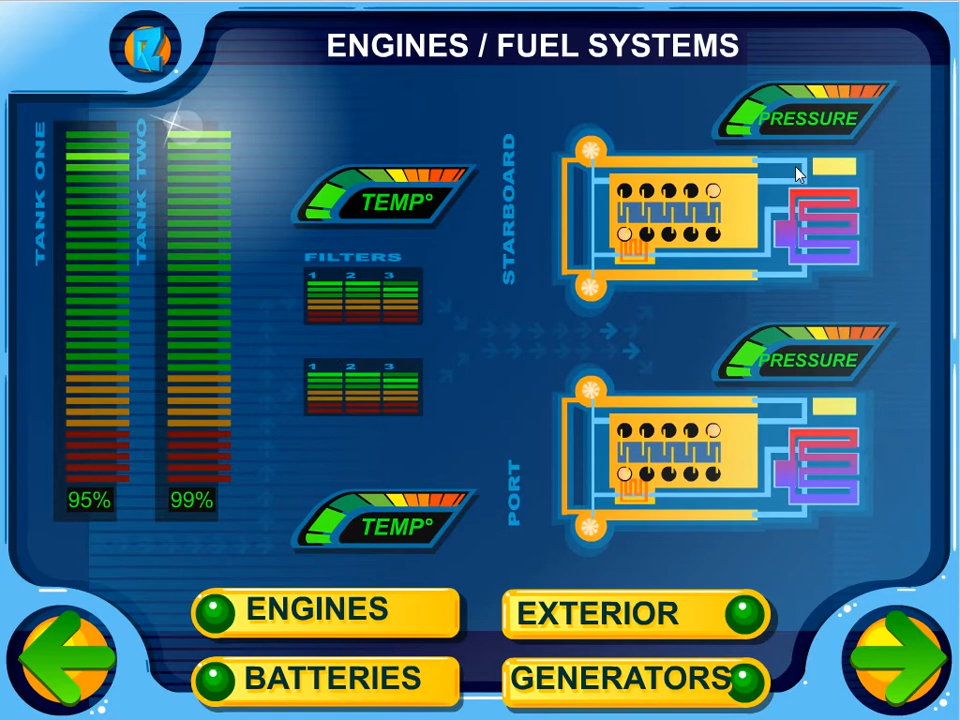 ENGINES / FUEL SYSTEMS
TANK ONE
TANK TWO
95%
99%
TEMP°
FILTERS
1 2 3
1 2 3
TEMP°
STARBOARD
PRESSURE
PORT
PRESSURE
ENGINES
EXTERIOR
BATTERIES
GENERATORS